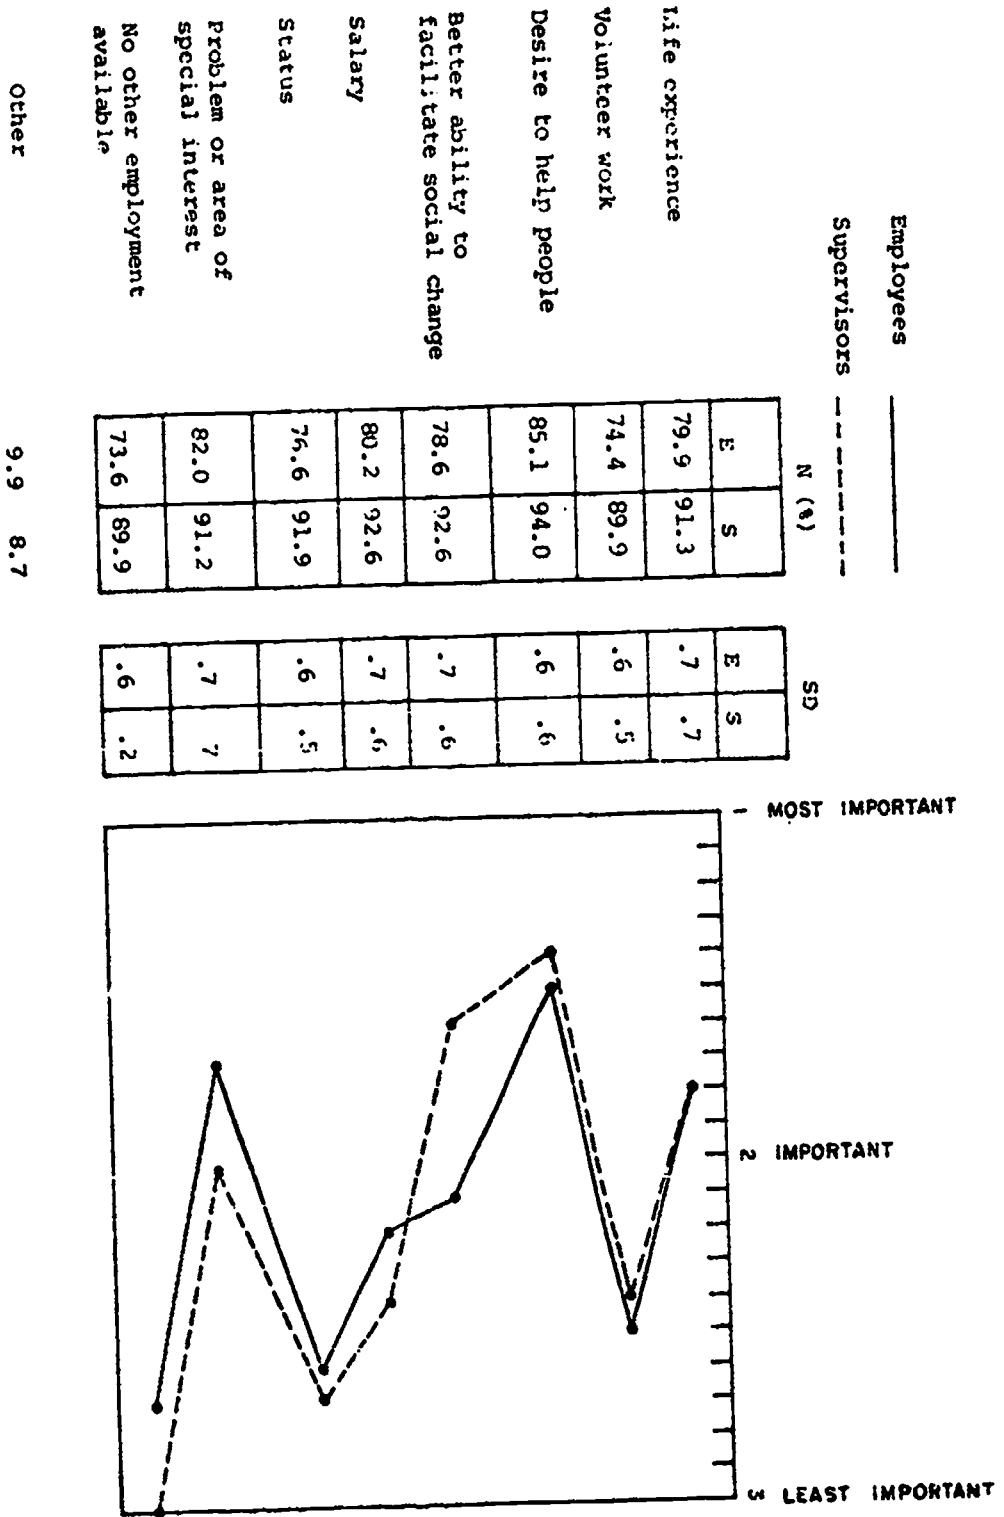 Employees
Supervisors
N (%)
SD
E S E S
1 MOST IMPORTANT
2 IMPORTANT
3 LEAST IMPORTANT
Life experience 79.9 91.3 .7 .7
Volunteer work 74.4 89.9 .6 .5
Desire to help people 85.1 94.0 .6 .6
Better ability to
facilitate social change 78.6 92.6 .7 .6
Salary 80.2 92.6 .7 .6
Status 76.6 91.9 .6 .5
Problem or area of
special interest 82.0 91.2 .7 7
No other employment
available 73.6 89.9 .6 .2
Other 9.9 8.7